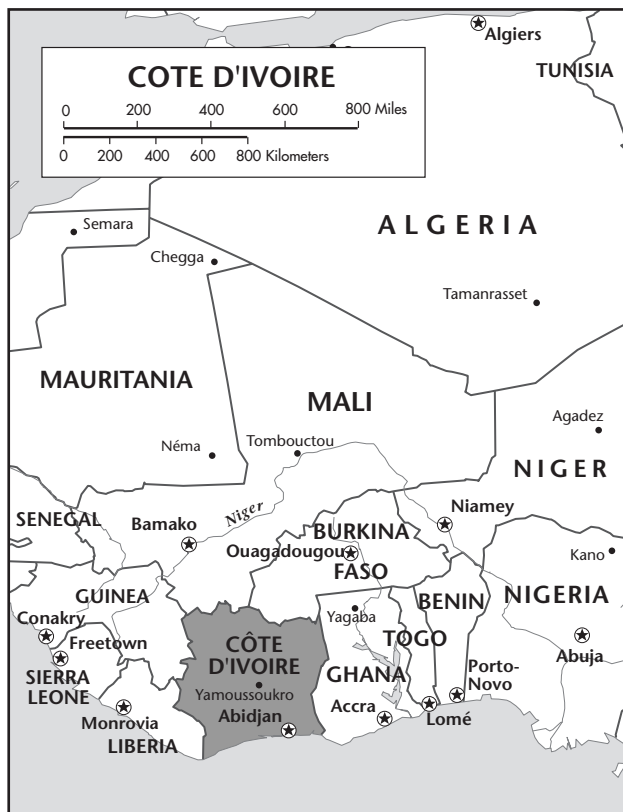 Algiers
TUNISIA
COTE D'IVOIRE
0 200 400 600 800 Miles
0 200 400 600 800 Kilometers
Semara
ALGERIA
Chegga
Tamanrasset
MAURITANIA
MALI
Agadez
Néma
Tombouctou
NIGER
Niger
Niamey
SENEGAL
Bamako
BURKINA
FASO
Ouagadougou
Kano
GUINEA
BENIN
NIGERIA
Yagaba
Conakry
Freetown
CÔTE
D'IVOIRE
TOGO
Abuja
SIERRA
LEONE
GHANA
Porto-
Novo
Yamoussoukro
Abidjan
Accra
Lomé
Monrovia
LIBERIA